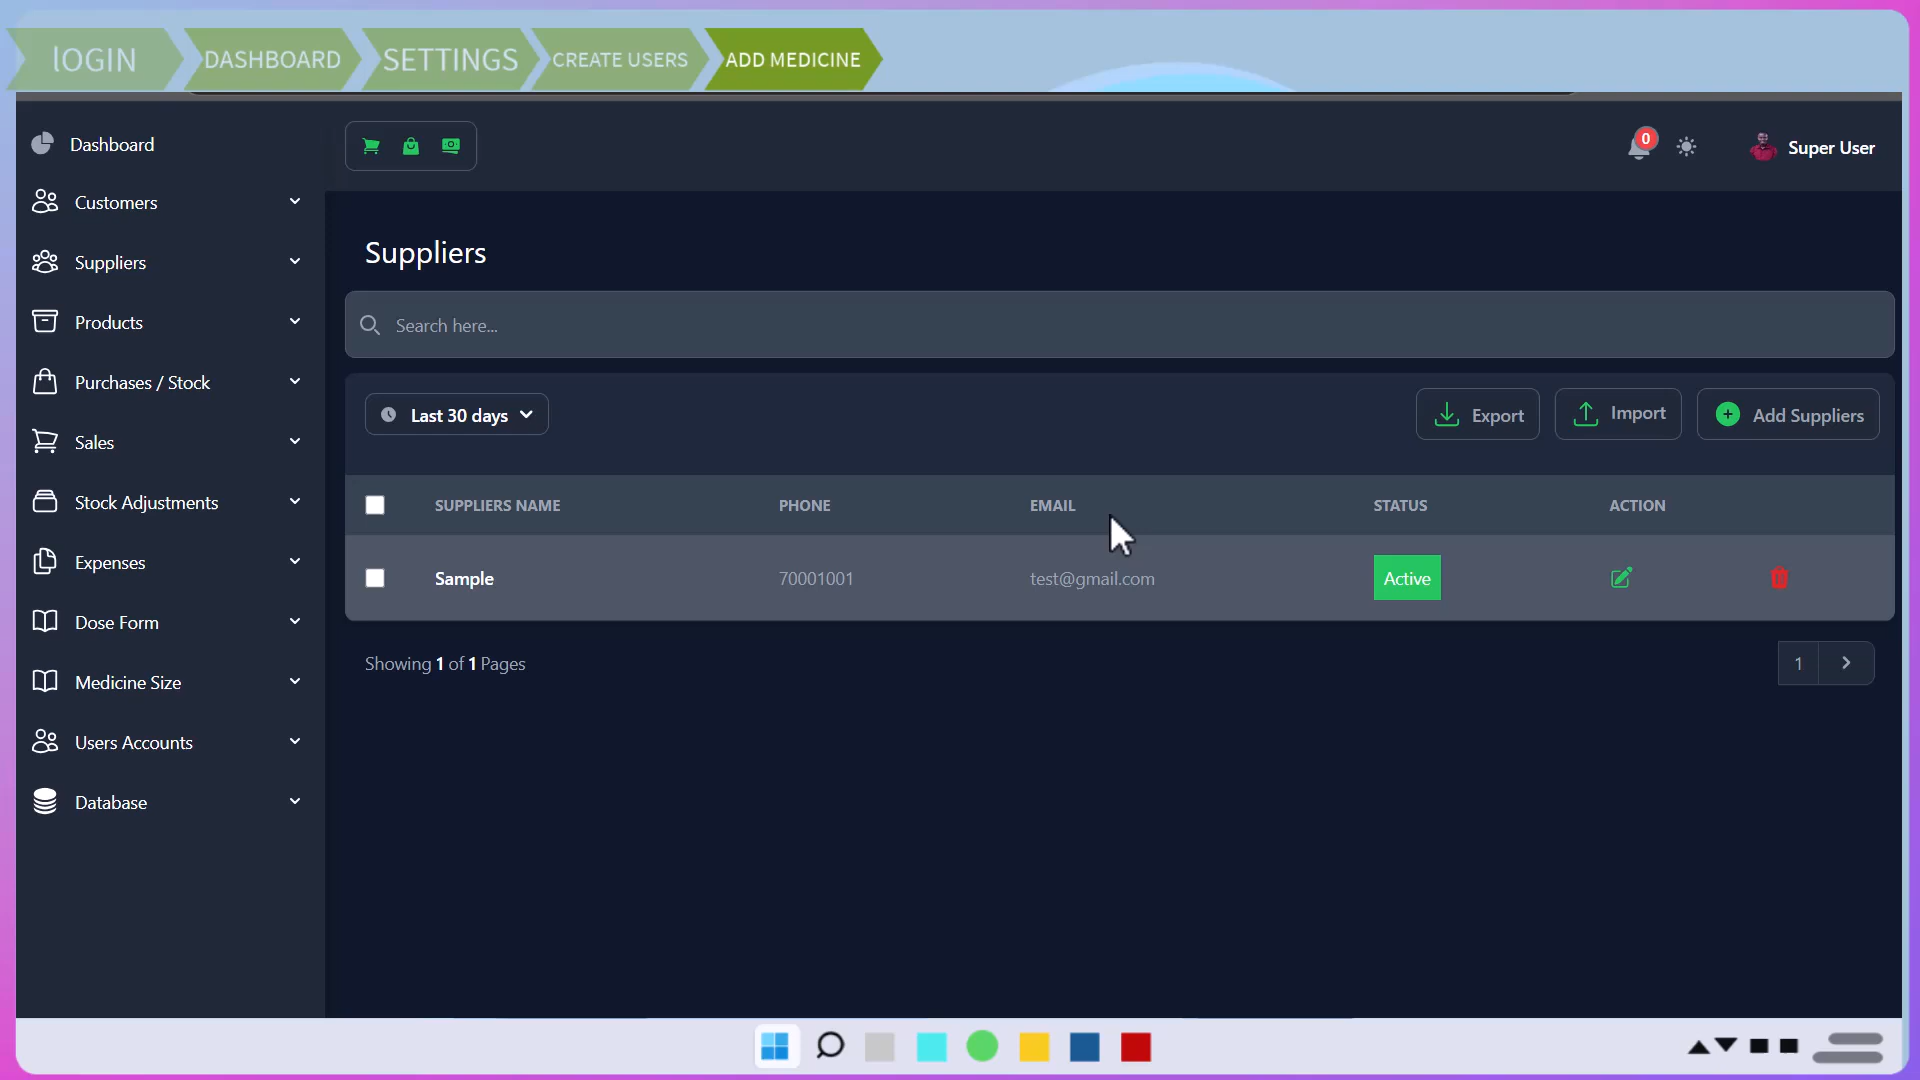 lOGIN DASHBOARD SETTINGS CREATE USERS ADD MEDICINE
Dashboard
Customers
Suppliers
Products
Purchases / Stock
Sales
Stock Adjustments
Expenses
Dose Form
Medicine Size
Users Accounts
Database
0 Super User
Suppliers
Search here...
Last 30 days Export Import Add Suppliers
SUPPLIERS NAME PHONE EMAIL STATUS ACTION
Sample 70001001 test@gmail.com Active
Showing 1 of 1 Pages 1